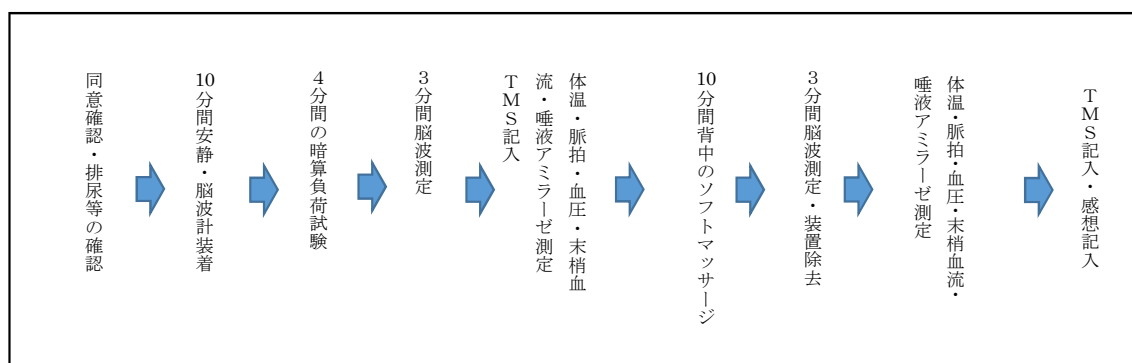 同意確認・排尿等の確認
10分間安静・脳波計装着
4分間の暗算負荷試験
3分間脳波測定
体温・脈拍・血圧・末梢血
流・唾液アミラーゼ測定
TMS記入
10分間背中のソフトマッサージ
3分間脳波測定・装置除去
体温・脈拍・血圧・末梢血流・
唾液アミラーゼ測定
TMS記入・感想記入